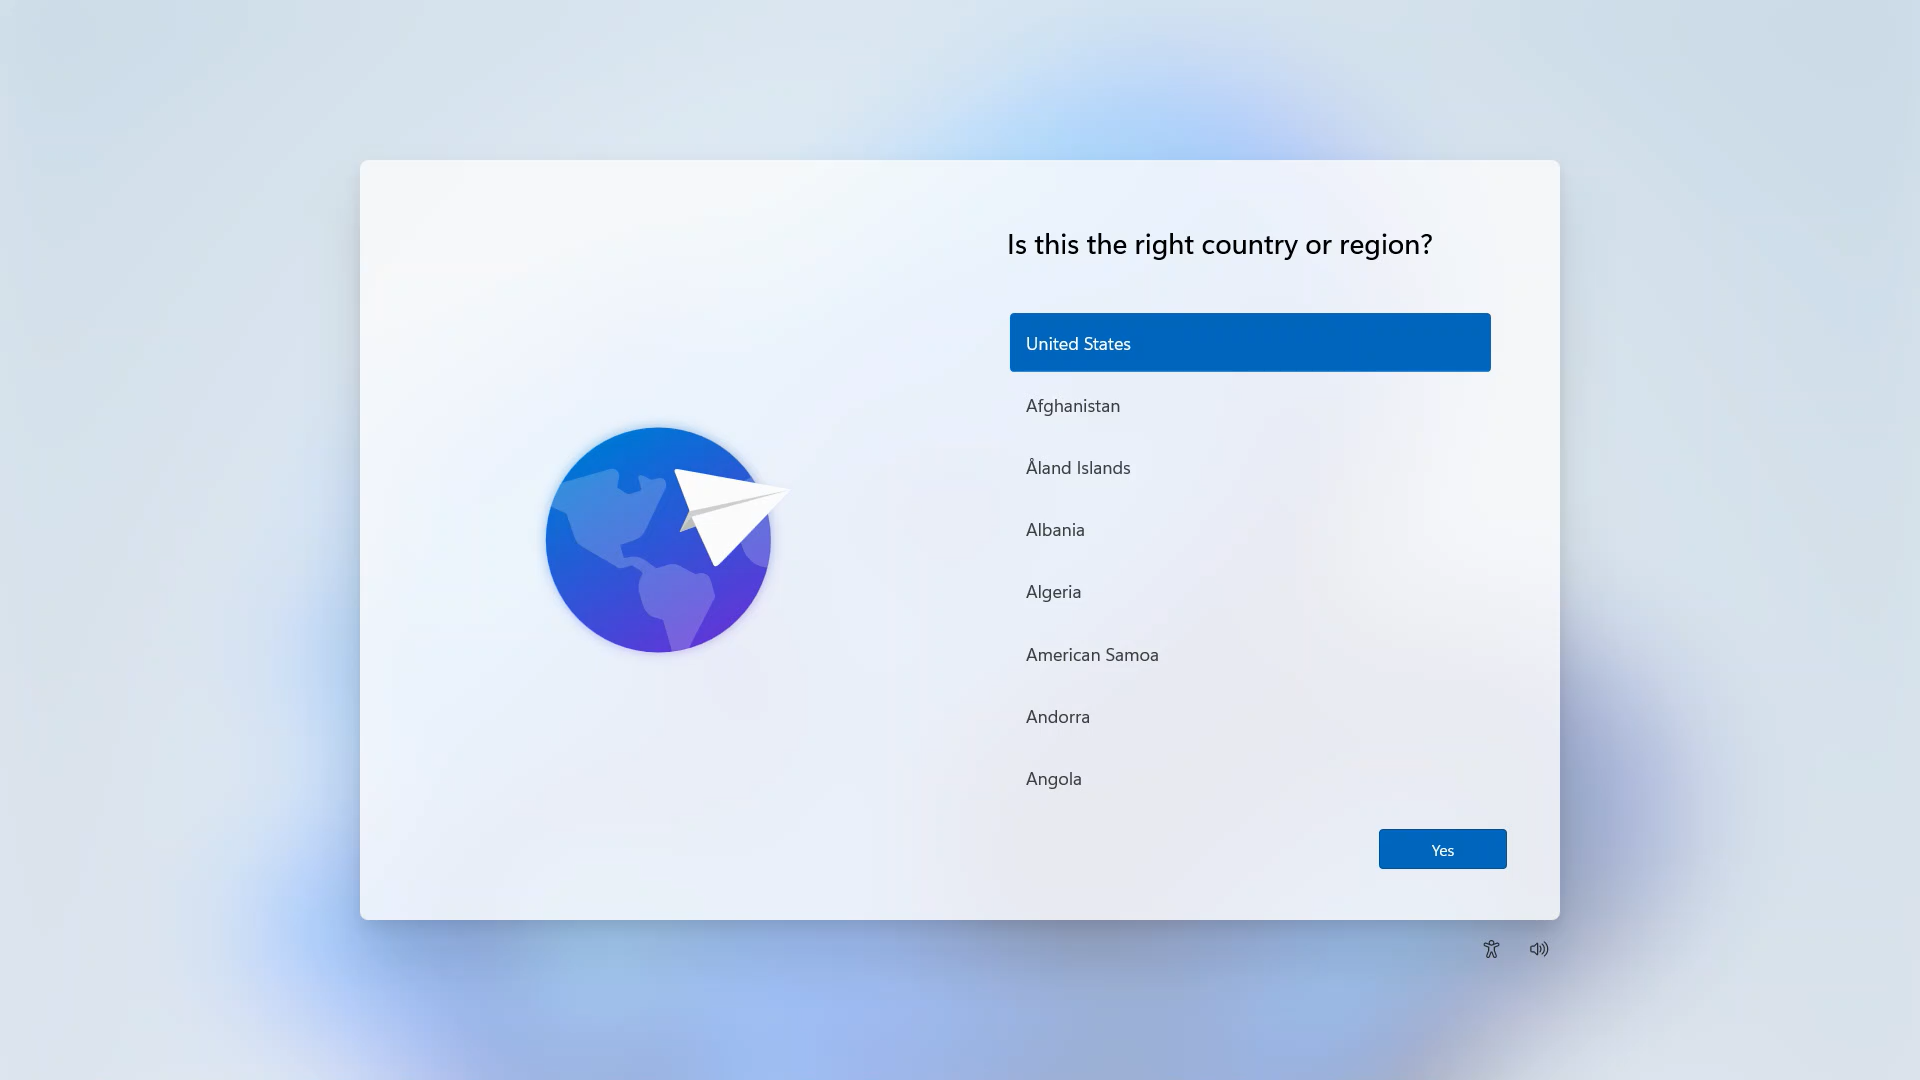 Is this the right country or region?
United States
Afghanistan
Åland Islands
Albania
Algeria
American Samoa
Andorra
Angola
Yes